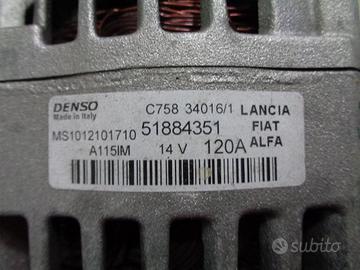 DENSO
Made in Italy
C758 34016/1
LANCIA
FIAT
ALFA
MS1012101710
51884351
A115IM
14 V
120A
subito